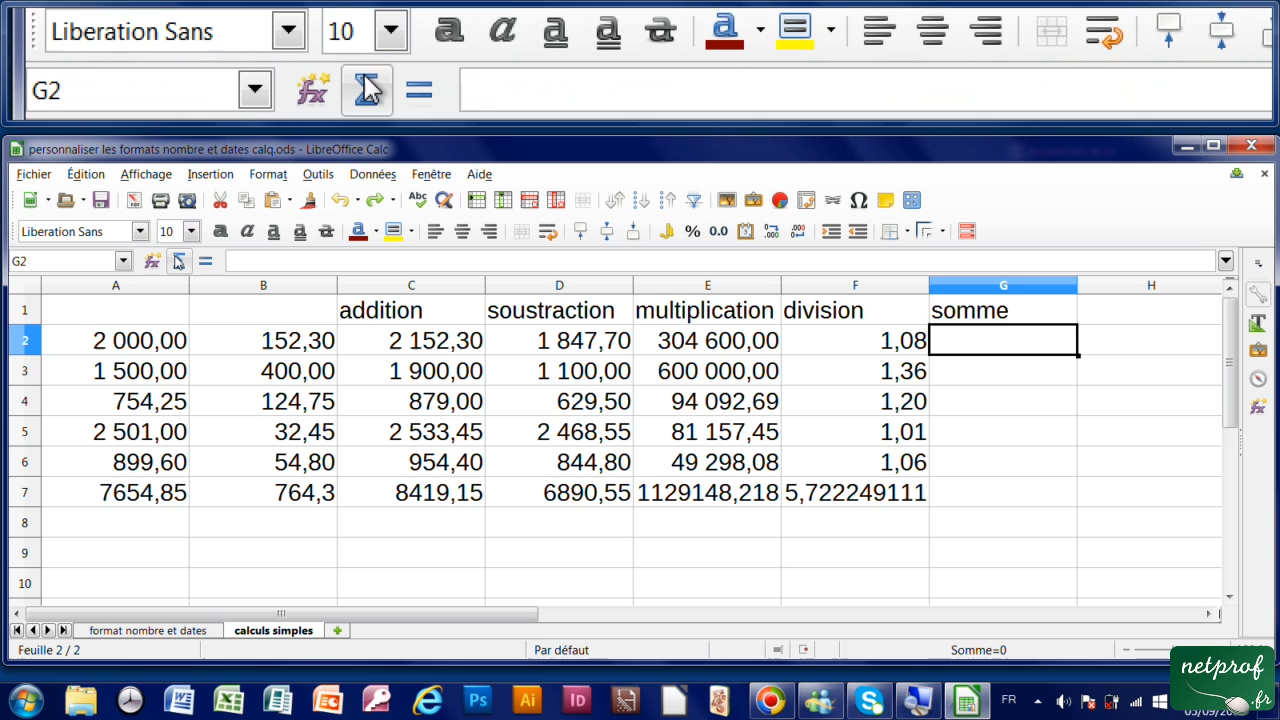 Liberation Sans 10 a a a a a a
G2 fx Σ =
personnaliser les formats nombre et dates calq.ods - LibreOffice Calc
Fichier Édition Affichage Insertion Format Outils Données Fenêtre Aide
Liberation Sans 10 a a a a a a % 0.0
G2 fx Σ =
A B C D E F G H
1 addition soustraction multiplication division somme
2 2 000,00 152,30 2 152,30 1 847,70 304 600,00 1,08
3 1 500,00 400,00 1 900,00 1 100,00 600 000,00 1,36
4 754,25 124,75 879,00 629,50 94 092,69 1,20
5 2 501,00 32,45 2 533,45 2 468,55 81 157,45 1,01
6 899,60 54,80 954,40 844,80 49 298,08 1,06
7 7654,85 764,3 8419,15 6890,55 1129148,218 5,722249111
8
9
10
format nombre et dates calculs simples
Feuille 2 / 2 Par défaut Somme=0
netprof
.fr
Ps Ai Id FR